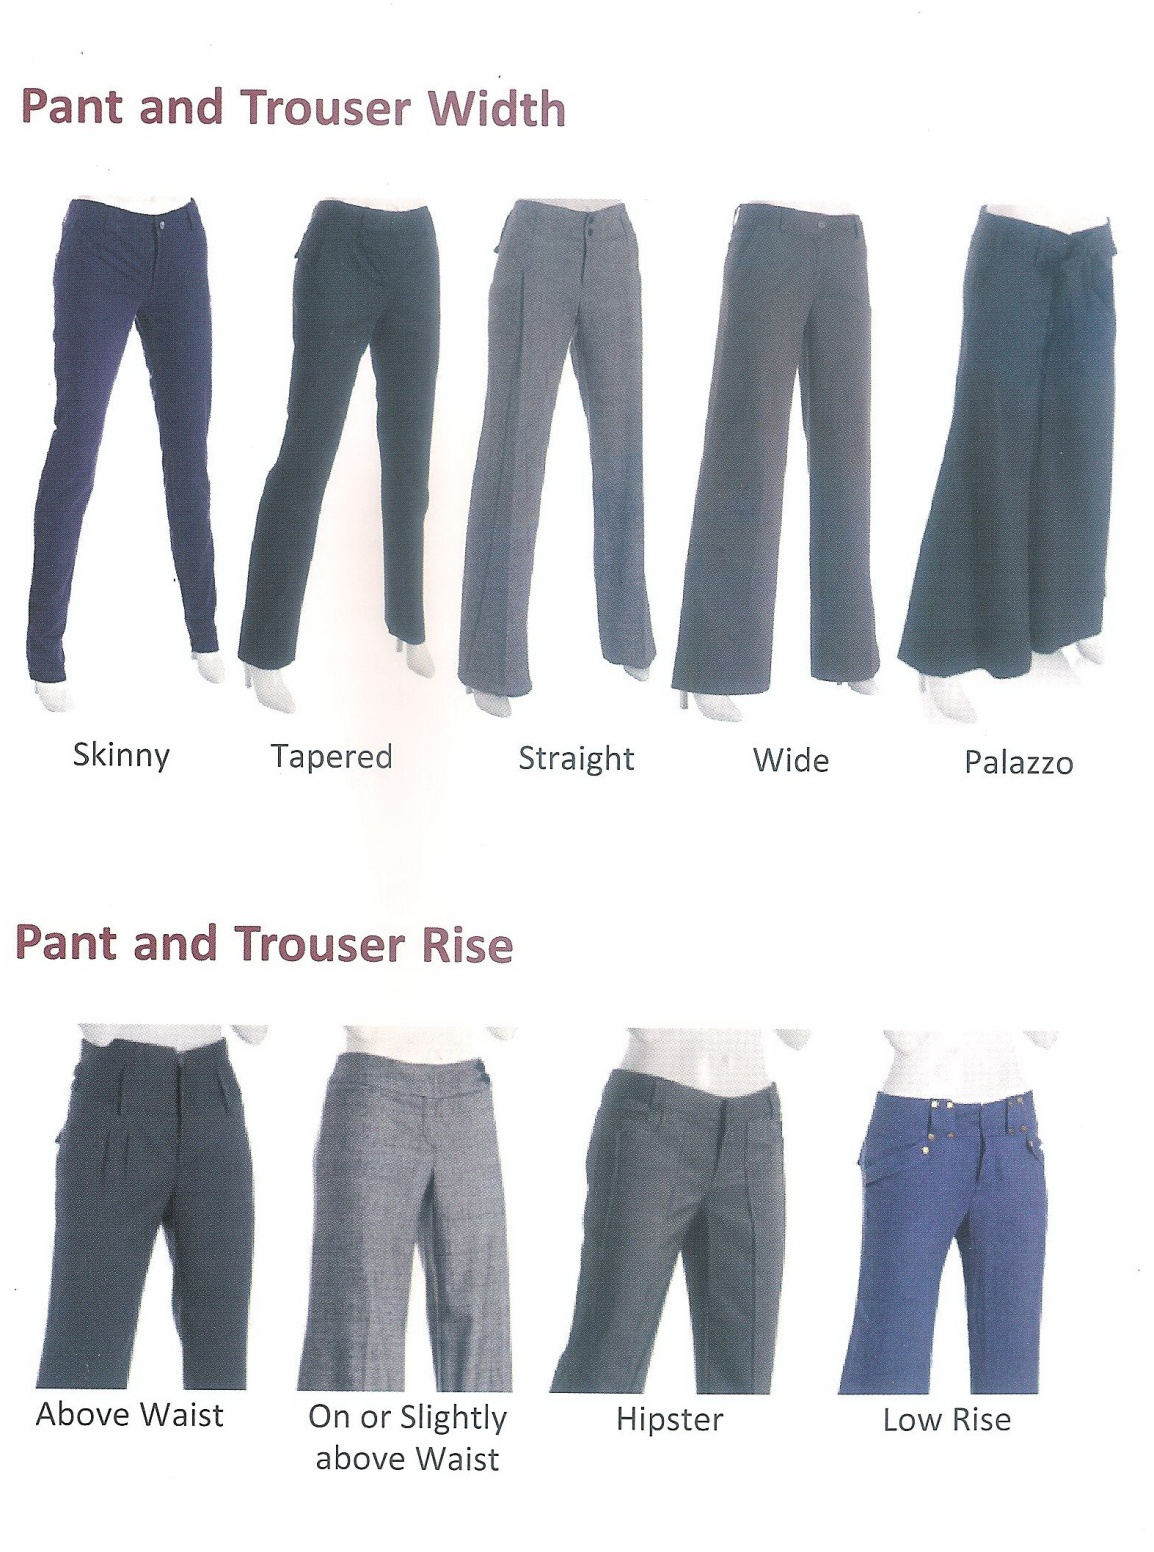 Pant and Trouser Width
Skinny
Tapered
Straight
Wide
Palazzo
Pant and Trouser Rise
Above Waist
On or Slightly
above Waist
Hipster
Low Rise